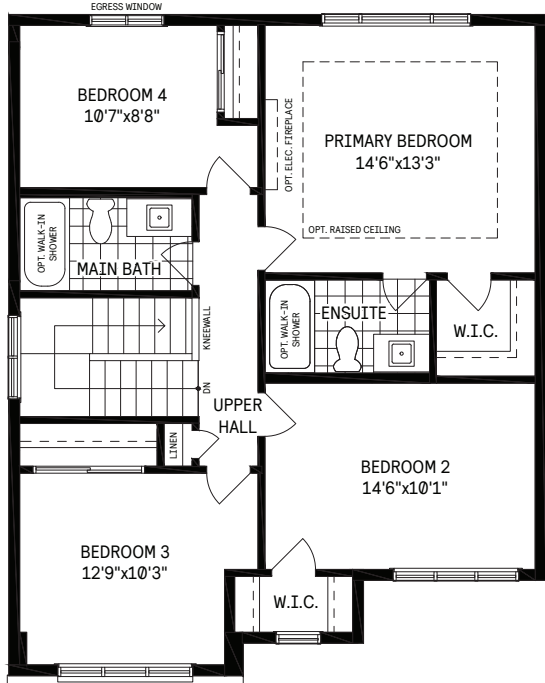 EGRESS WINDOW
BEDROOM 4
10'7"x8'8"
OPT. ELEC. FIREPLACE
PRIMARY BEDROOM
14'6"x13'3"
OPT. RAISED CEILING
OPT. WALK-IN
SHOWER
MAIN BATH
OPT. WALK-IN
SHOWER
ENSUITE
W.I.C.
KNEEWALL
DN
UPPER
HALL
LINEN
BEDROOM 2
14'6"x10'1"
BEDROOM 3
12'9"x10'3"
W.I.C.